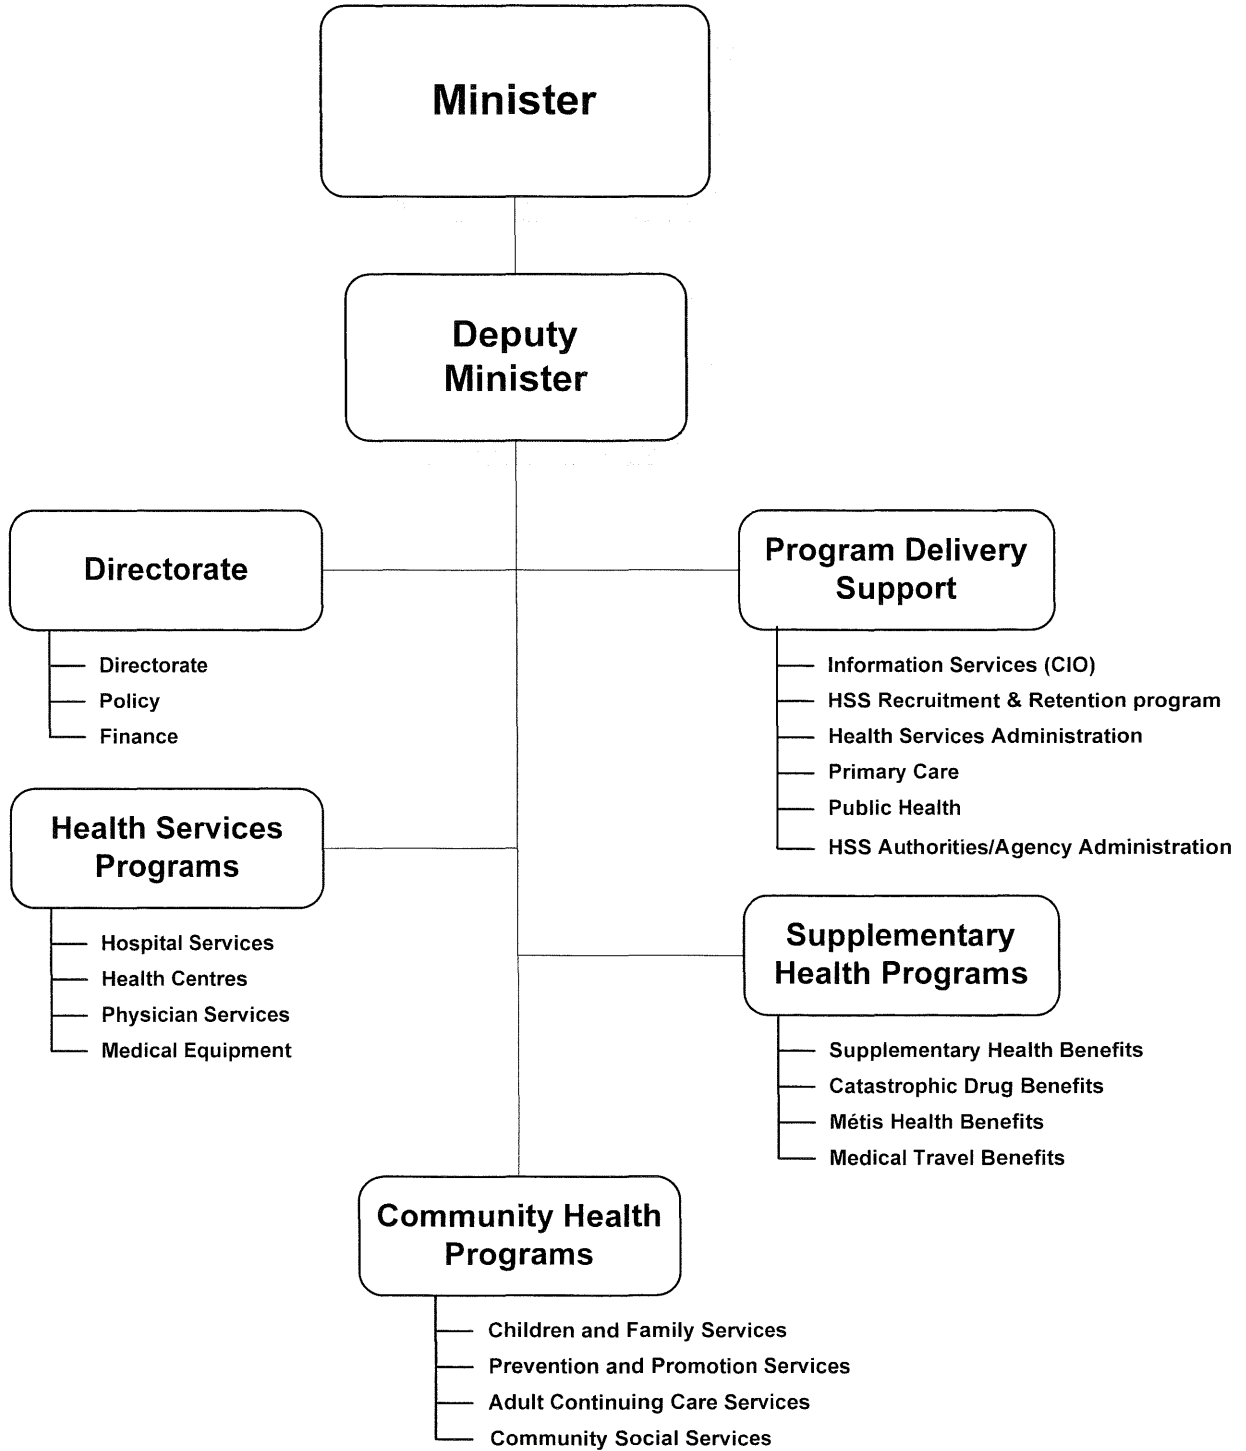 Minister
Deputy
Minister
Directorate
Directorate
Policy
Finance
Program Delivery
Support
Information Services (CIO)
HSS Recruitment & Retention program
Health Services Administration
Primary Care
Public Health
HSS Authorities/Agency Administration
Health Services
Programs
Hospital Services
Health Centres
Physician Services
Medical Equipment
Supplementary
Health Programs
Supplementary Health Benefits
Catastrophic Drug Benefits
Métis Health Benefits
Medical Travel Benefits
Community Health
Programs
Children and Family Services
Prevention and Promotion Services
Adult Continuing Care Services
Community Social Services